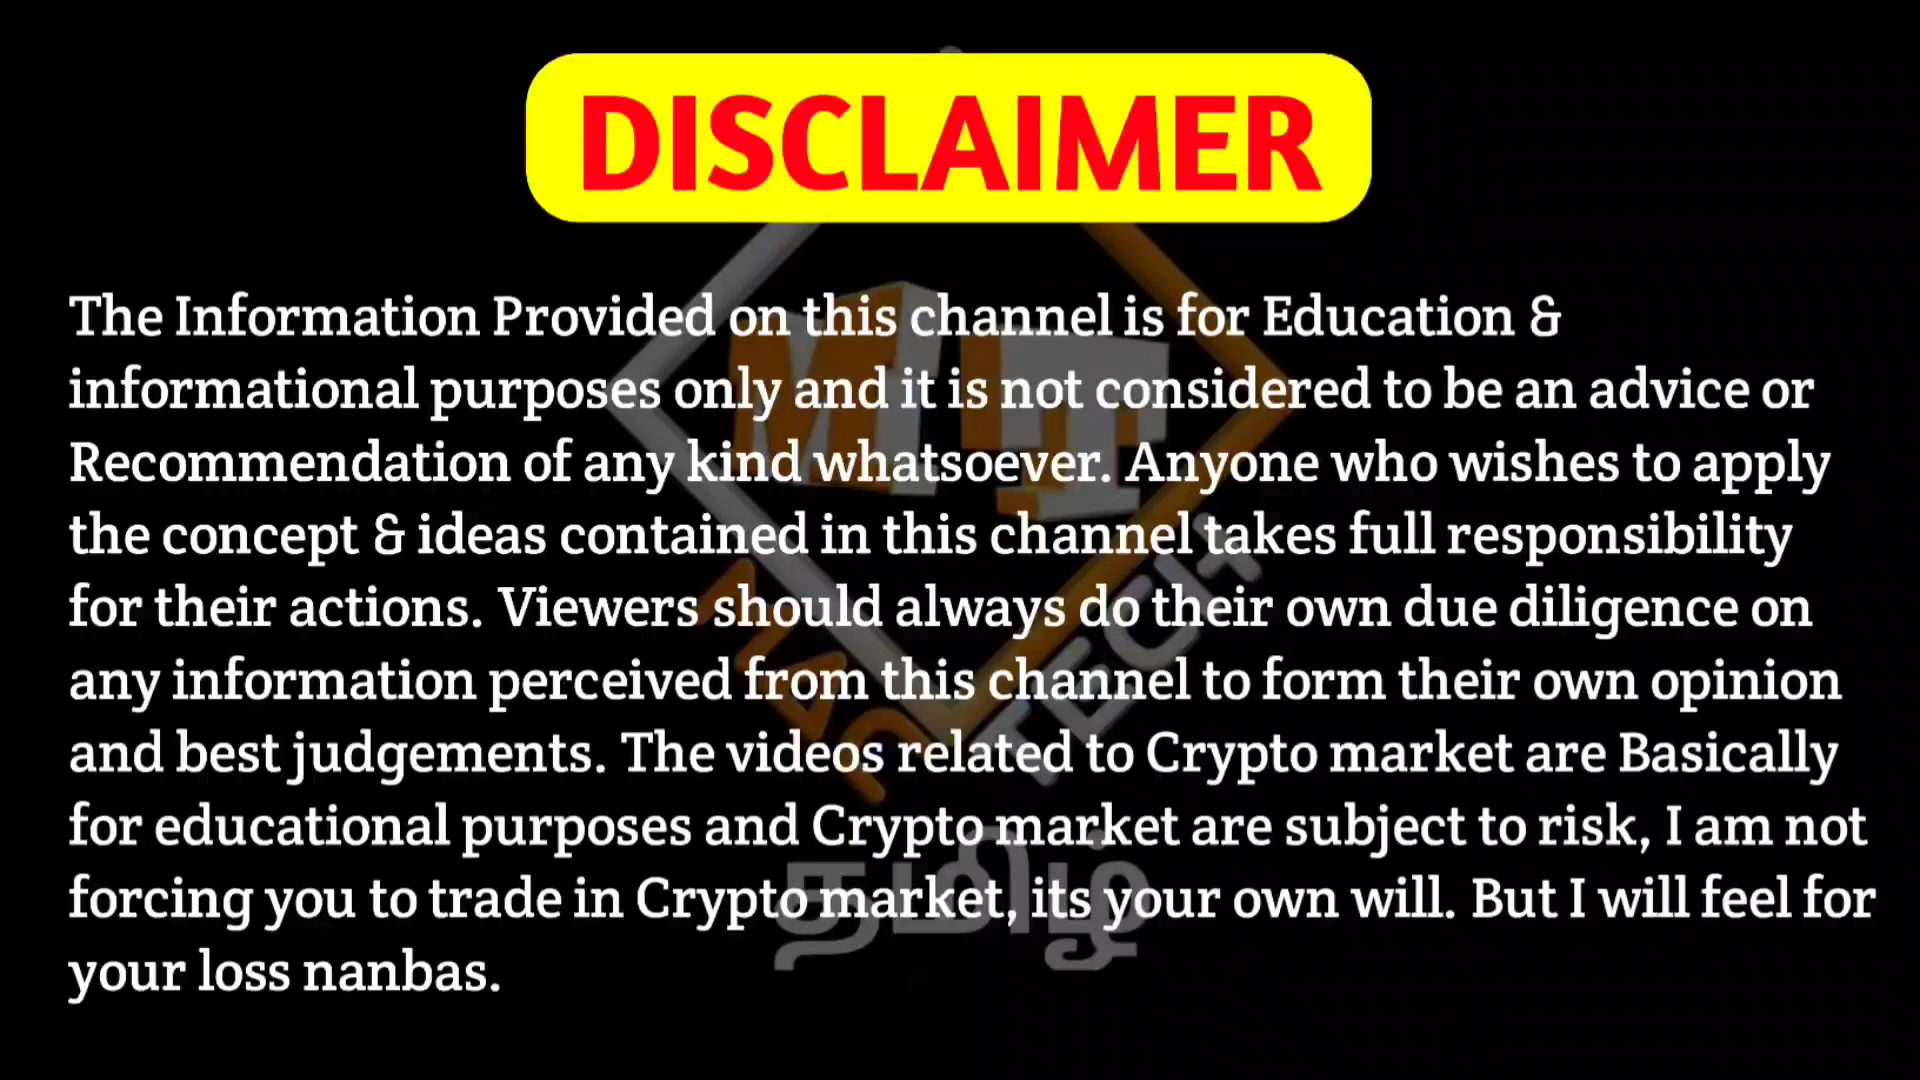 DISCLAIMER
The Information Provided on this channel is for Education &
informational purposes only and it is not considered to be an advice or
Recommendation of any kind whatsoever. Anyone who wishes to apply
the concept & ideas contained in this channel takes full responsibility
for their actions. Viewers should always do their own due diligence on
any information perceived from this channel to form their own opinion
and best judgements. The videos related to Crypto market are Basically
for educational purposes and Crypto market are subject to risk, I am not
forcing you to trade in Crypto market, its your own will. But I will feel for
your loss nanbas.
MT
TECH
தமிழ்